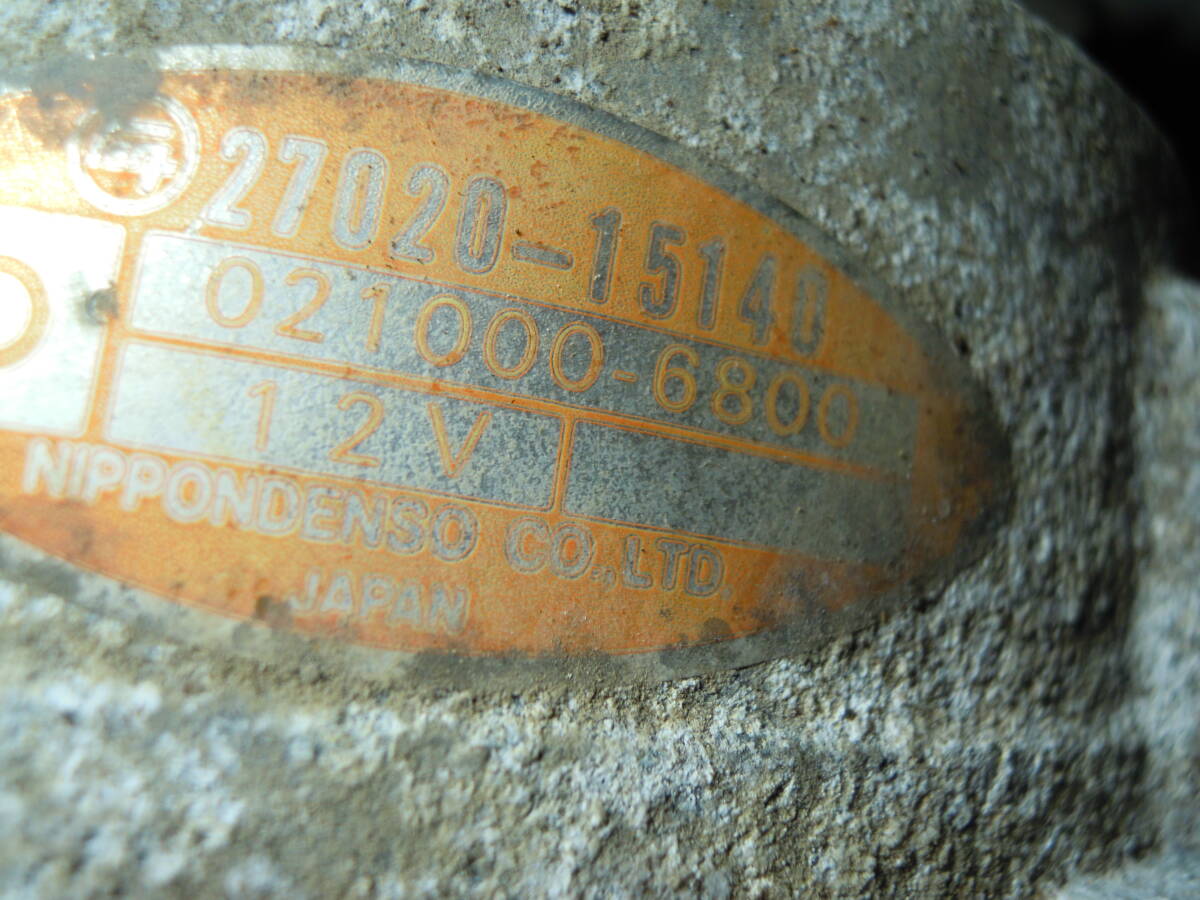 27020-15140
021000-6800
12V
NIPPONDENSO CO.,LTD.
JAPAN